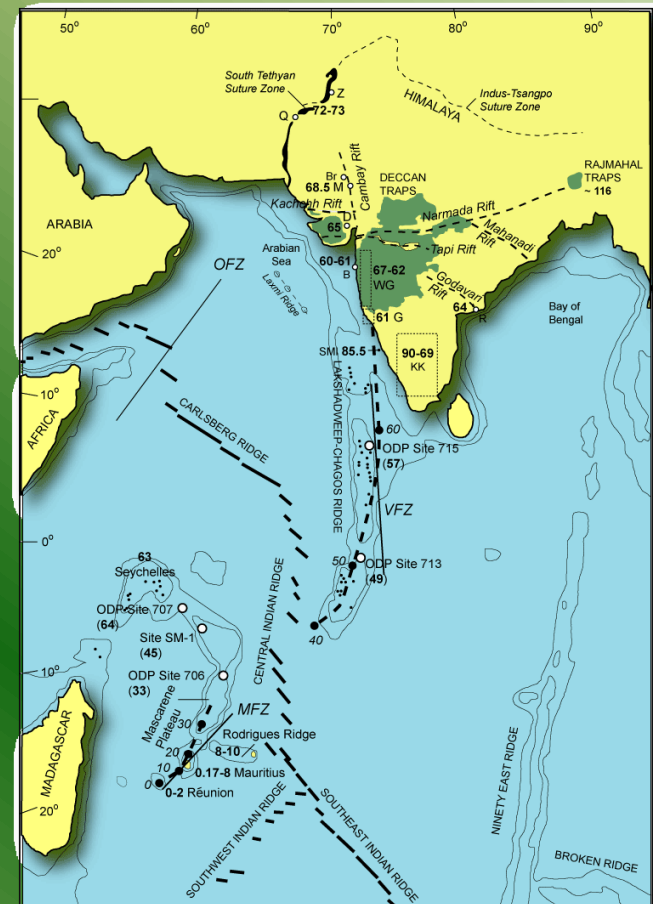 50°
60°
70°
80°
90°
South Tethyan
Suture Zone
Z
72-73
Q
HIMALAYA
Indus-Tsangpo
Suture Zone
Br
68.5 M
Cambay Rift
DECCAN
TRAPS
RAJMAHAL
TRAPS
~ 116
Kachchh Rift
Narmada Rift
Mahanadi
Rift
ARABIA
D
65
Tapi Rift
20°
Arabian
Sea
60-61
B
67-62
WG
Godavari
Rift
OFZ
Laxmi Ridge
64
R
Bay of
Bengal
61 G
SMI 85.5
90-69
KK
10°
AFRICA
CARLSBERG RIDGE
LAKSHADWEEP-CHAGOS RIDGE
60
ODP Site 715
(57)
VFZ
0°
63
Seychelles
50
ODP Site 713
(49)
ODP Site 707
(64)
Site SM-1
(45)
40
CENTRAL INDIAN RIDGE
10°
ODP Site 706
(33)
Mascarene
Plateau
MFZ
30
Rodrigues Ridge
8-10
20
10
0.17-8 Mauritius
0
0-2 Réunion
MADAGASCAR
20°
SOUTHWEST INDIAN RIDGE
SOUTHEAST INDIAN RIDGE
NINETY EAST RIDGE
BROKEN RIDGE